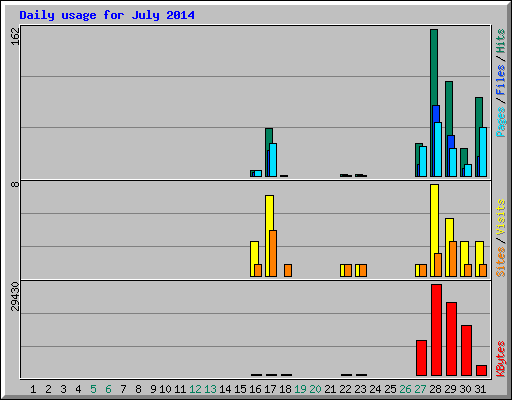 Daily usage for July 2014
162
Pages/Files/Hits
8
Sites/Visits
29430
KBytes
1 2 3 4 5 6 7 8 9 10 11 12 13 14 15 16 17 18 19 20 21 22 23 24 25 26 27 28 29 30 31